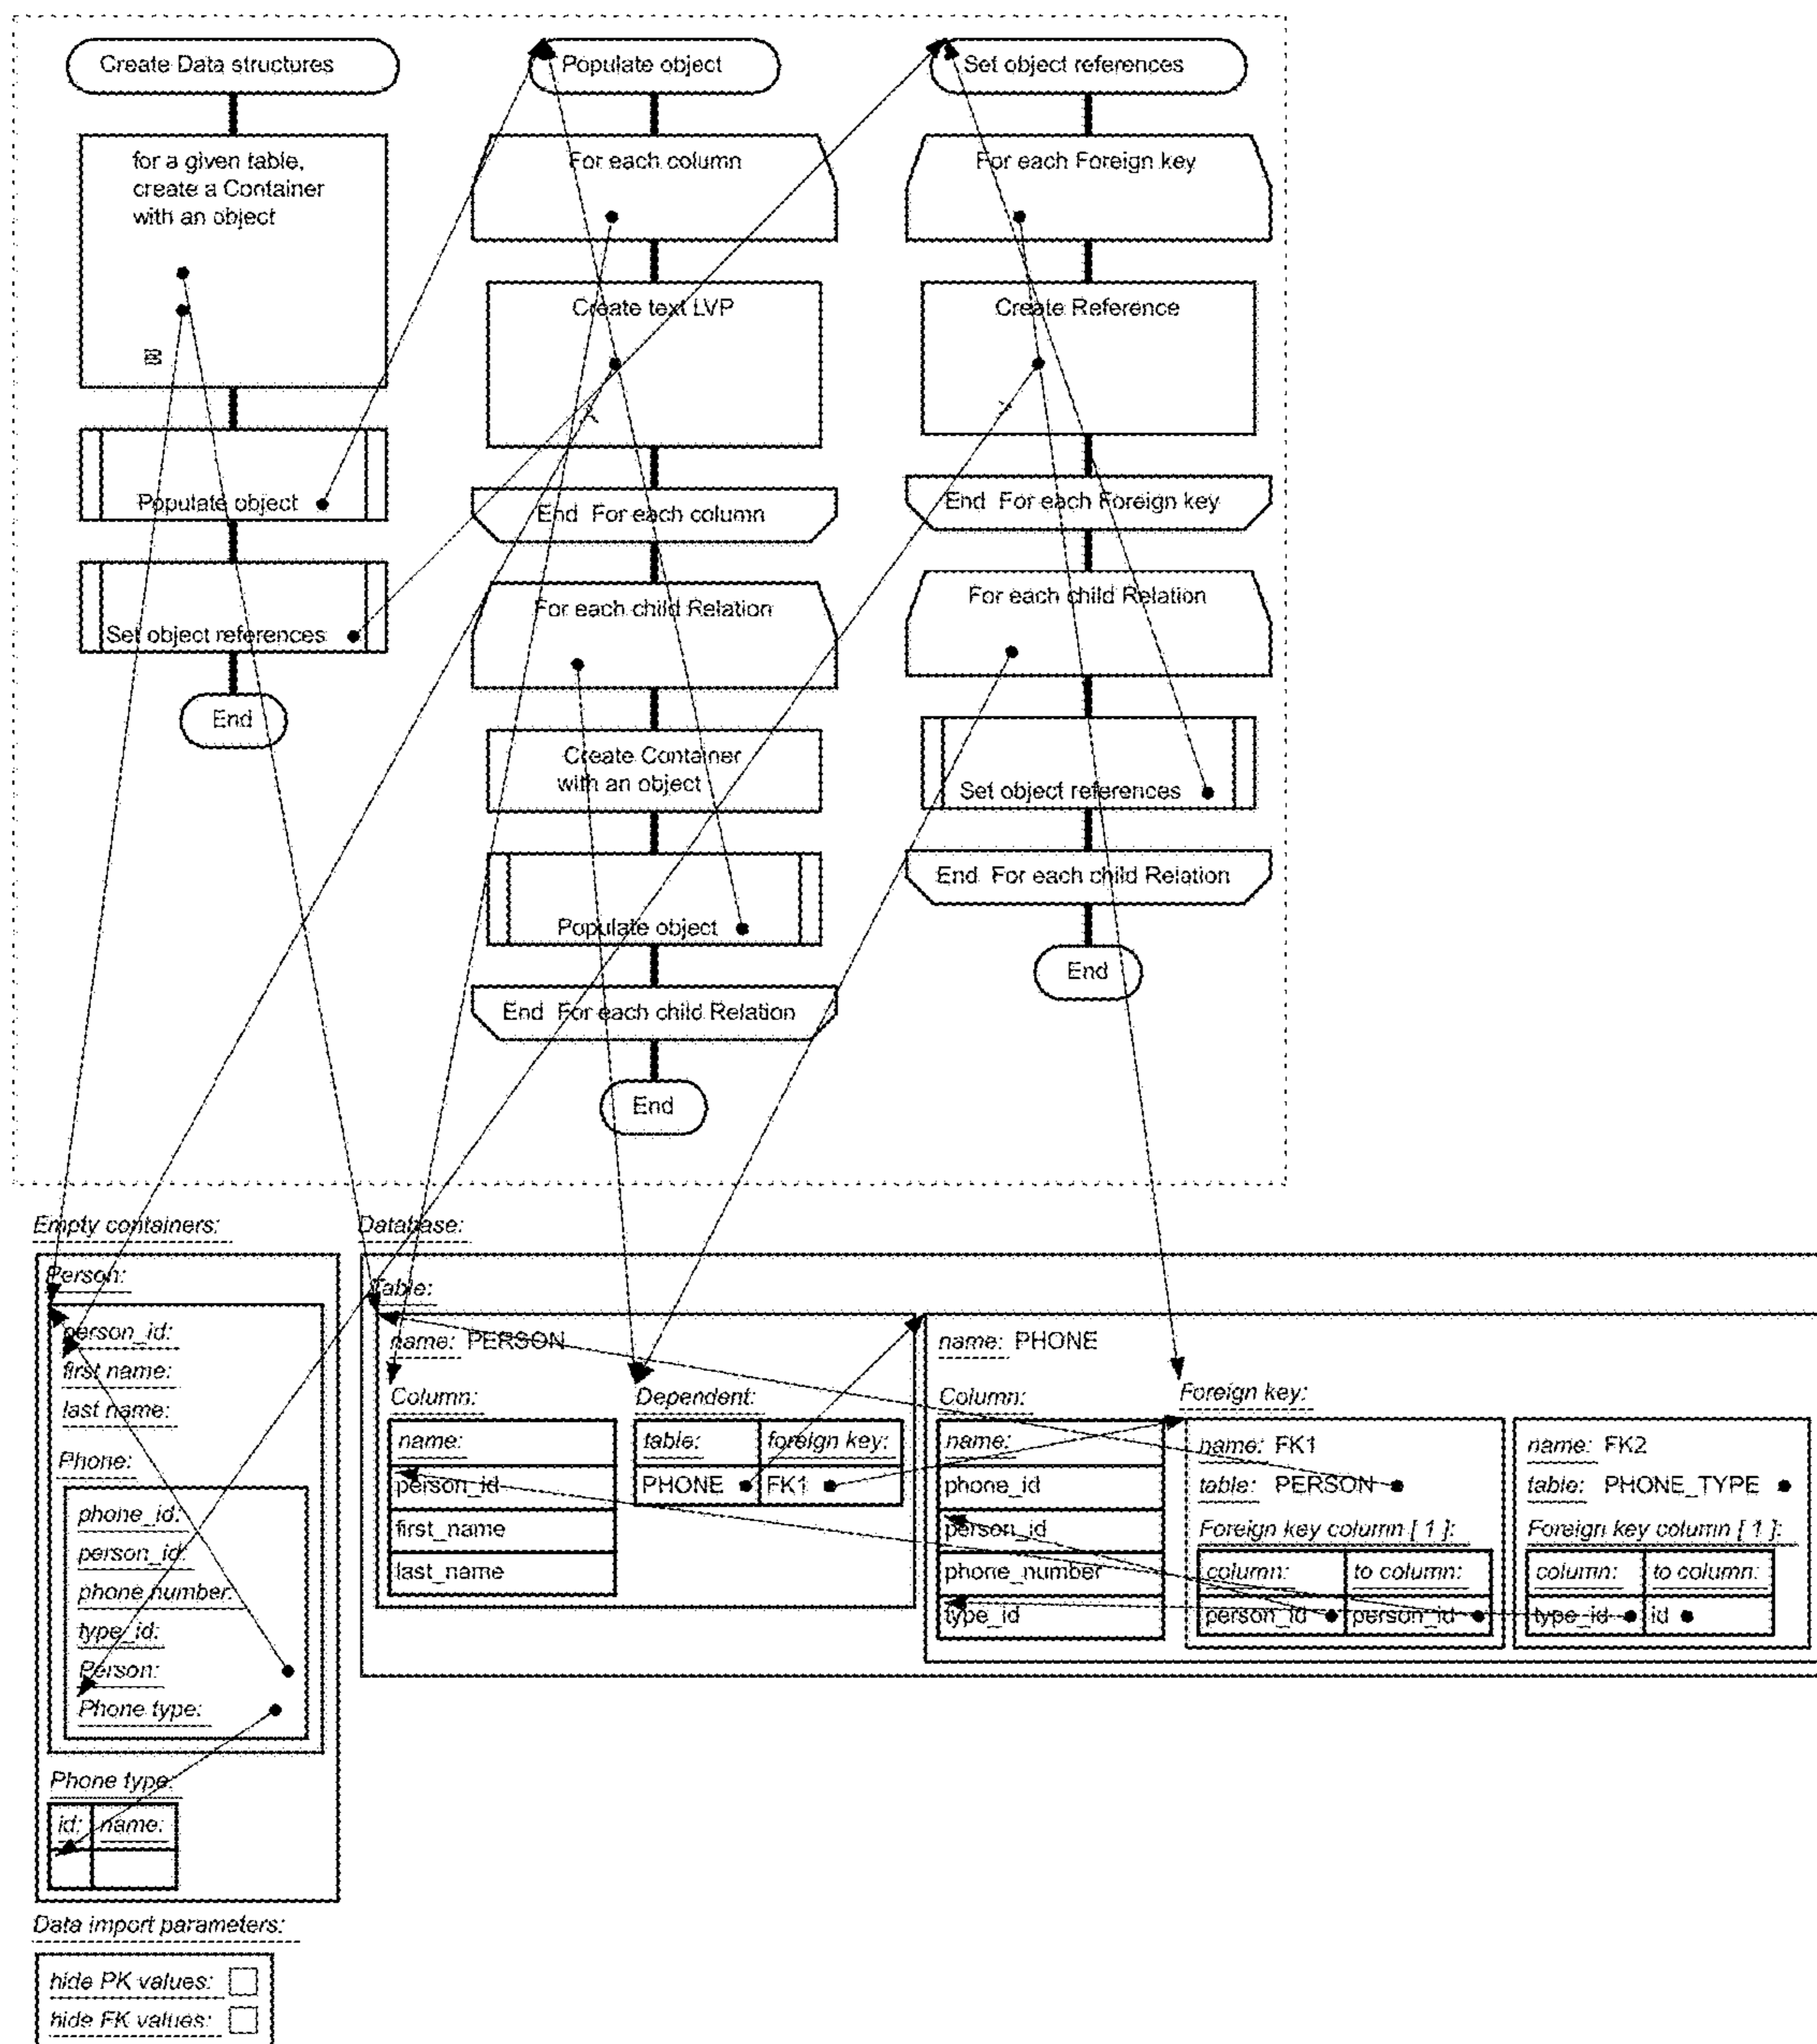 Create Data structures
for a given table,
create a Container
with an object
Populate object
Set object references
End
Populate object
For each column
Create text LVP
End For each column
For each child Relation
Create Container
with an object
Populate object
End For each child Relation
End
Set object references
For each Foreign key
Create Reference
End For each Foreign key
For each child Relation
Set object references
End For each child Relation
End
Empty containers:
Person:
person_id:
first name:
last name:
Phone:
phone_id:
person_id:
phone number:
type_id:
Person:
Phone type:
Phone type:
id: name:
Database:
Table:
name: PERSON
Column:
name:
person_id
first_name
last_name
Dependent:
table: foreign key:
PHONE FK1
name: PHONE
Column:
name:
phone_id
person_id
phone_number
type_id
Foreign key:
name: FK1
table: PERSON
Foreign key column [ 1 ]:
column: to column:
person_id person_id
name: FK2
table: PHONE_TYPE
Foreign key column [ 1 ]:
column: to column:
type_id id
Data import parameters:
hide PK values:
hide FK values: